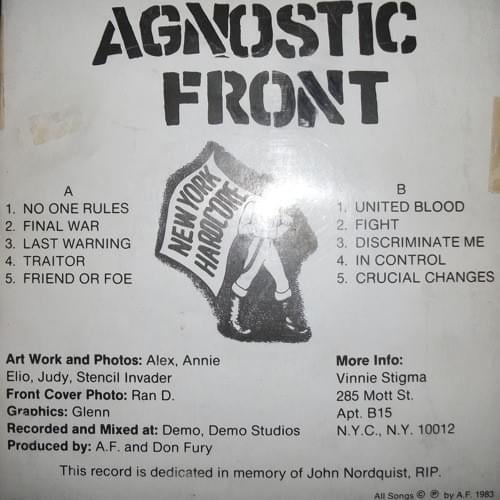 AGNOSTIC
FRONT
NEW YORK
HARDCORE
A
1. NO ONE RULES
2. FINAL WAR
3. LAST WARNING
4. TRAITOR
5. FRIEND OR FOE
B
1. UNITED BLOOD
2. FIGHT
3. DISCRIMINATE ME
4. IN CONTROL
5. CRUCIAL CHANGES
Art Work and Photos: Alex, Annie
Elio, Judy, Stencil Invader
Front Cover Photo: Ran D.
Graphics: Glenn
Recorded and Mixed at: Demo, Demo Studios
Produced by: A.F. and Don Fury
More Info:
Vinnie Stigma
285 Mott St.
Apt. B15
N.Y.C., N.Y. 10012
This record is dedicated in memory of John Nordquist, RIP.
All Songs © ℗ by A.F. 1983